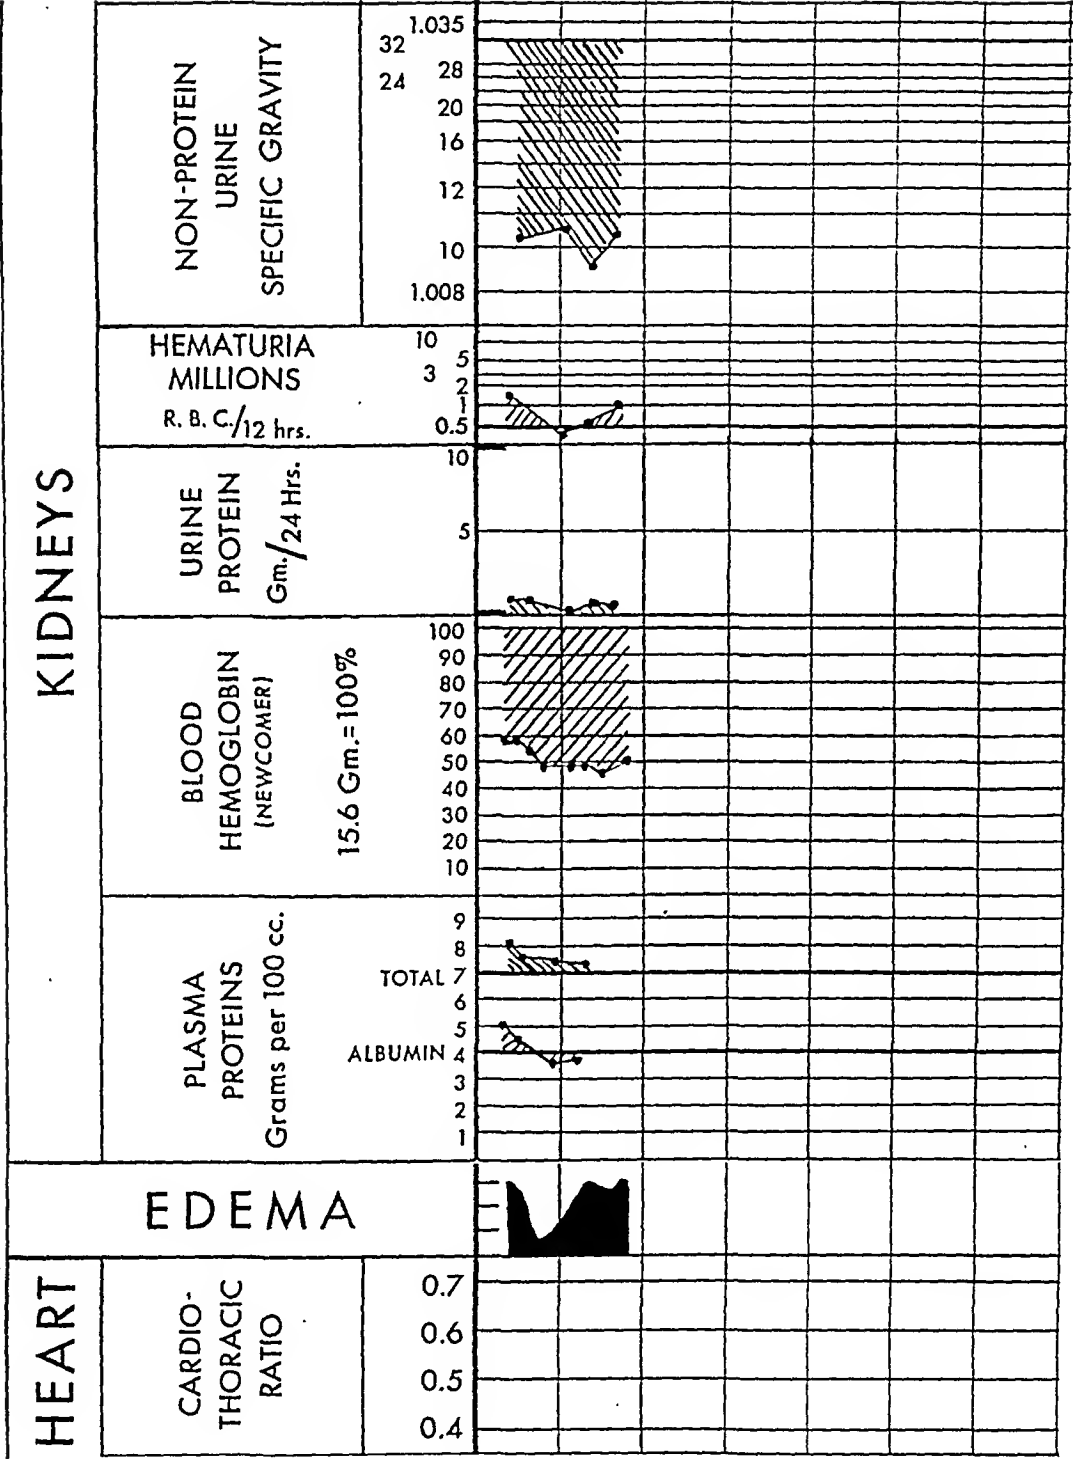 KIDNEYS
NON-PROTEIN
URINE
SPECIFIC GRAVITY
1.035
32
28
24
20
16
12
10
1.008
HEMATURIA
MILLIONS
R. B. C./12 hrs.
10
5
3
2
1
0.5
URINE
PROTEIN
Gm./24 Hrs.
10
5
BLOOD
HEMOGLOBIN
(NEWCOMER)
15.6 Gm.=100%
100
90
80
70
60
50
40
30
20
10
PLASMA
PROTEINS
Grams per 100 cc.
9
8
TOTAL 7
6
5
ALBUMIN 4
3
2
1
EDEMA
HEART
CARDIO-
THORACIC
RATIO
0.7
0.6
0.5
0.4